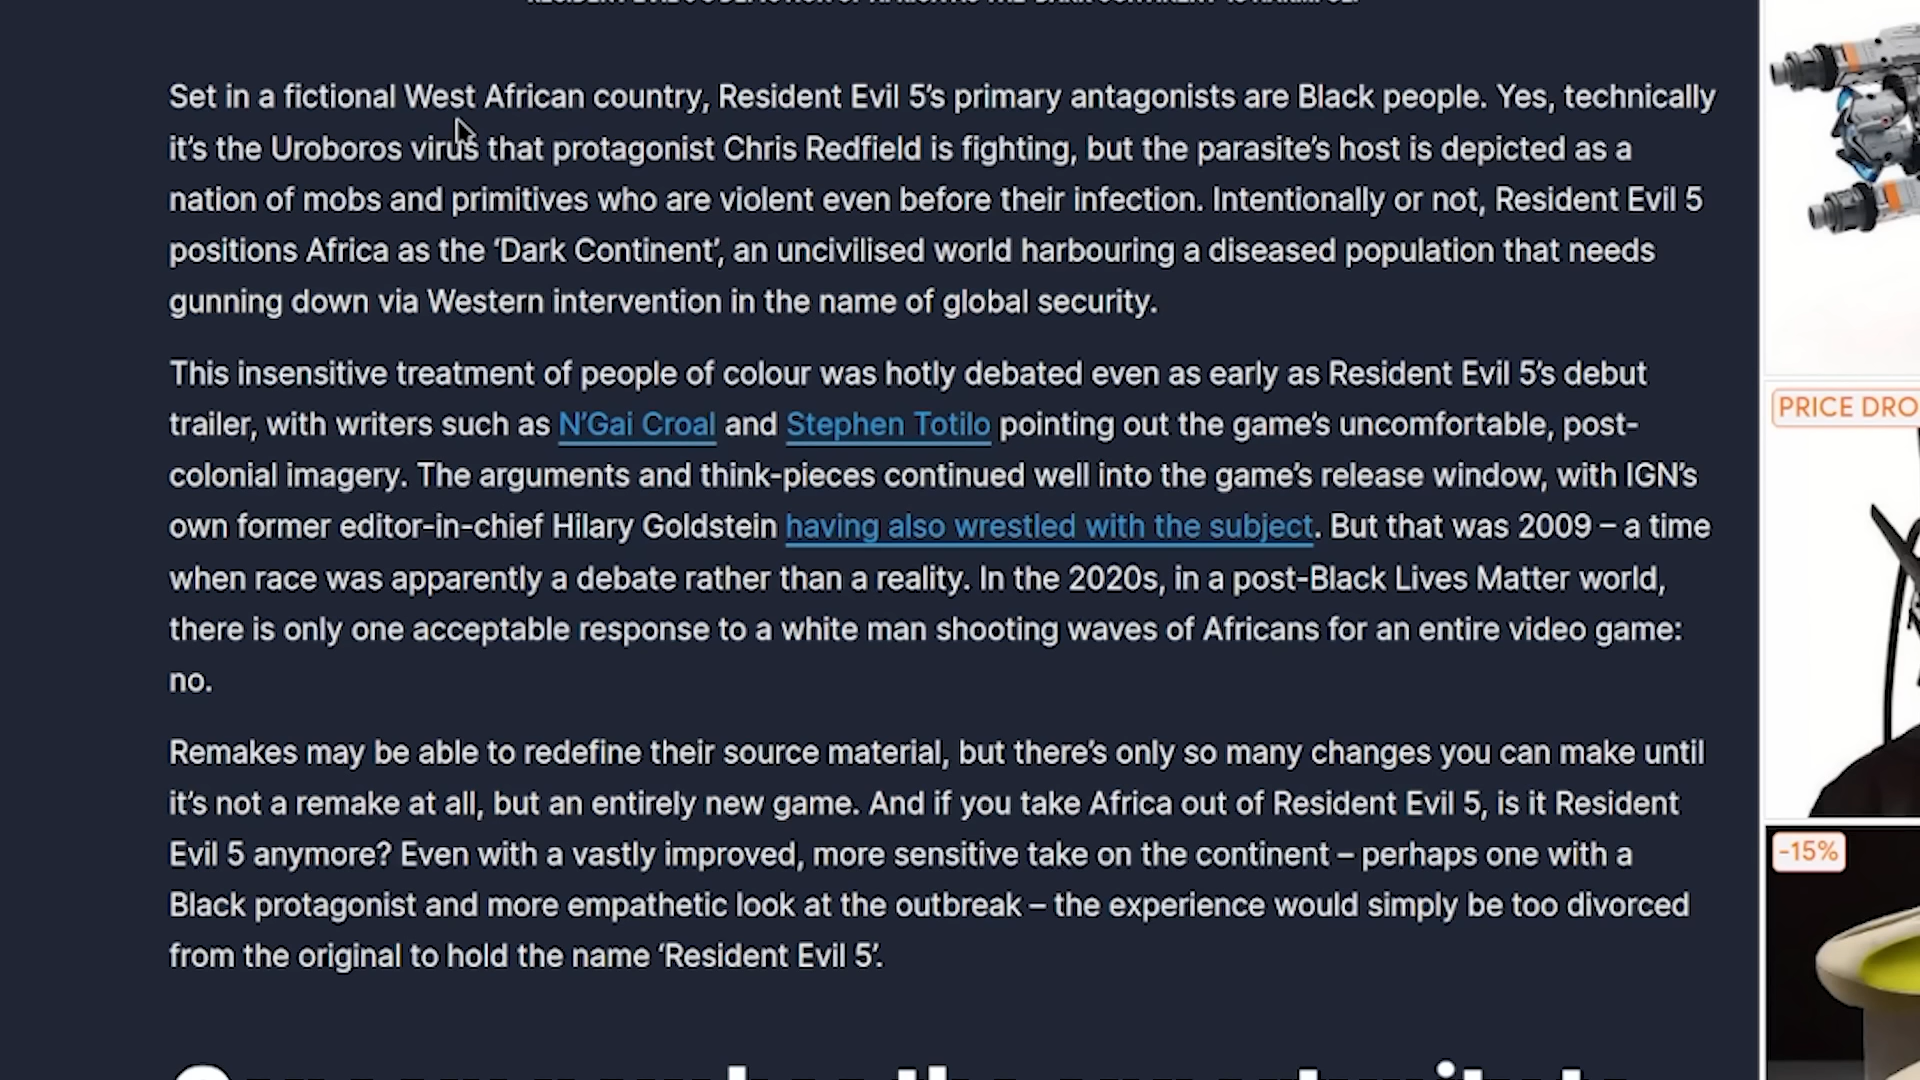 Set in a fictional West African country, Resident Evil 5’s primary antagonists are Black people. Yes, technically
it’s the Uroboros virus that protagonist Chris Redfield is fighting, but the parasite’s host is depicted as a
nation of mobs and primitives who are violent even before their infection. Intentionally or not, Resident Evil 5
positions Africa as the ‘Dark Continent’, an uncivilised world harbouring a diseased population that needs
gunning down via Western intervention in the name of global security.
This insensitive treatment of people of colour was hotly debated even as early as Resident Evil 5’s debut
trailer, with writers such as N’Gai Croal and Stephen Totilo pointing out the game’s uncomfortable, post-
colonial imagery. The arguments and think-pieces continued well into the game’s release window, with IGN’s
own former editor-in-chief Hilary Goldstein having also wrestled with the subject. But that was 2009 – a time
when race was apparently a debate rather than a reality. In the 2020s, in a post-Black Lives Matter world,
there is only one acceptable response to a white man shooting waves of Africans for an entire video game:
no.
Remakes may be able to redefine their source material, but there’s only so many changes you can make until
it’s not a remake at all, but an entirely new game. And if you take Africa out of Resident Evil 5, is it Resident
Evil 5 anymore? Even with a vastly improved, more sensitive take on the continent – perhaps one with a
Black protagonist and more empathetic look at the outbreak – the experience would simply be too divorced
from the original to hold the name ‘Resident Evil 5’.
PRICE DRO
-15%